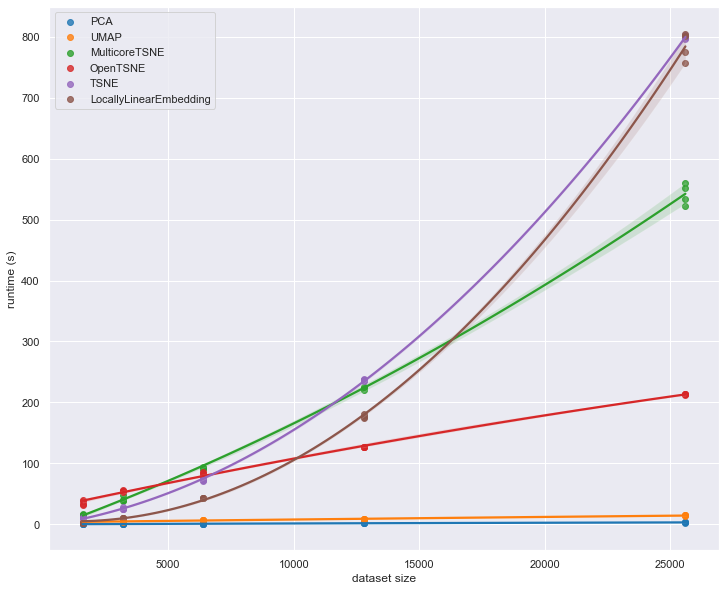 PCA
UMAP
MulticoreTSNE
OpenTSNE
TSNE
LocallyLinearEmbedding
800
700
600
500
400
300
200
100
0
runtime (s)
5000
10000
15000
20000
25000
dataset size